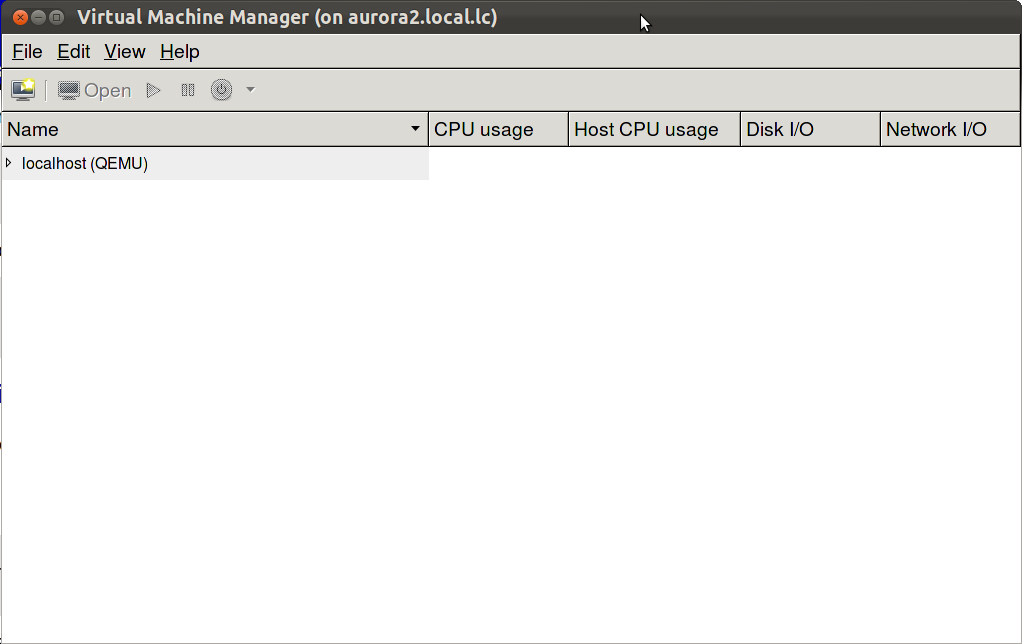 Virtual Machine Manager (on aurora2.local.lc)
File Edit View Help
Open
Name CPU usage Host CPU usage Disk I/O Network I/O
localhost (QEMU)